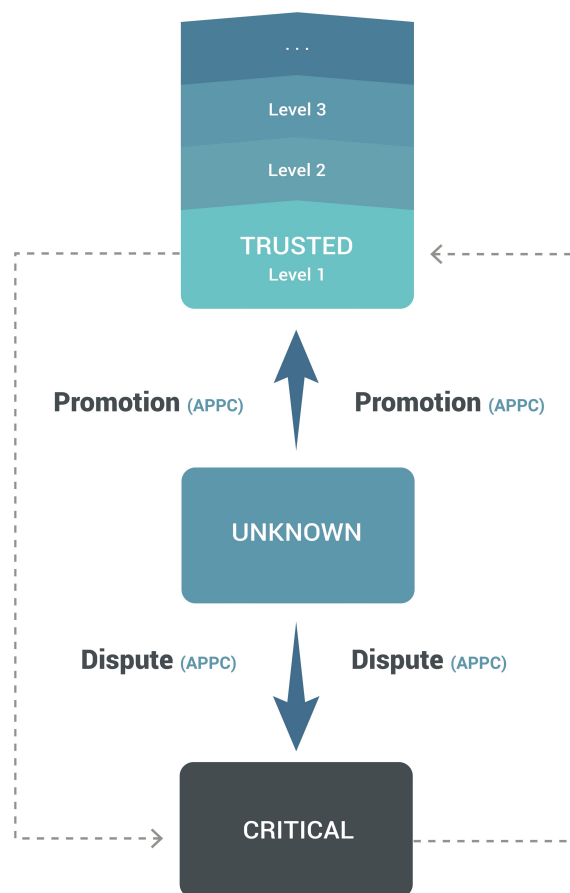 ...
Level 3
Level 2
TRUSTED
Level 1
Promotion (APPC) Promotion (APPC)
UNKNOWN
Dispute (APPC) Dispute (APPC)
CRITICAL